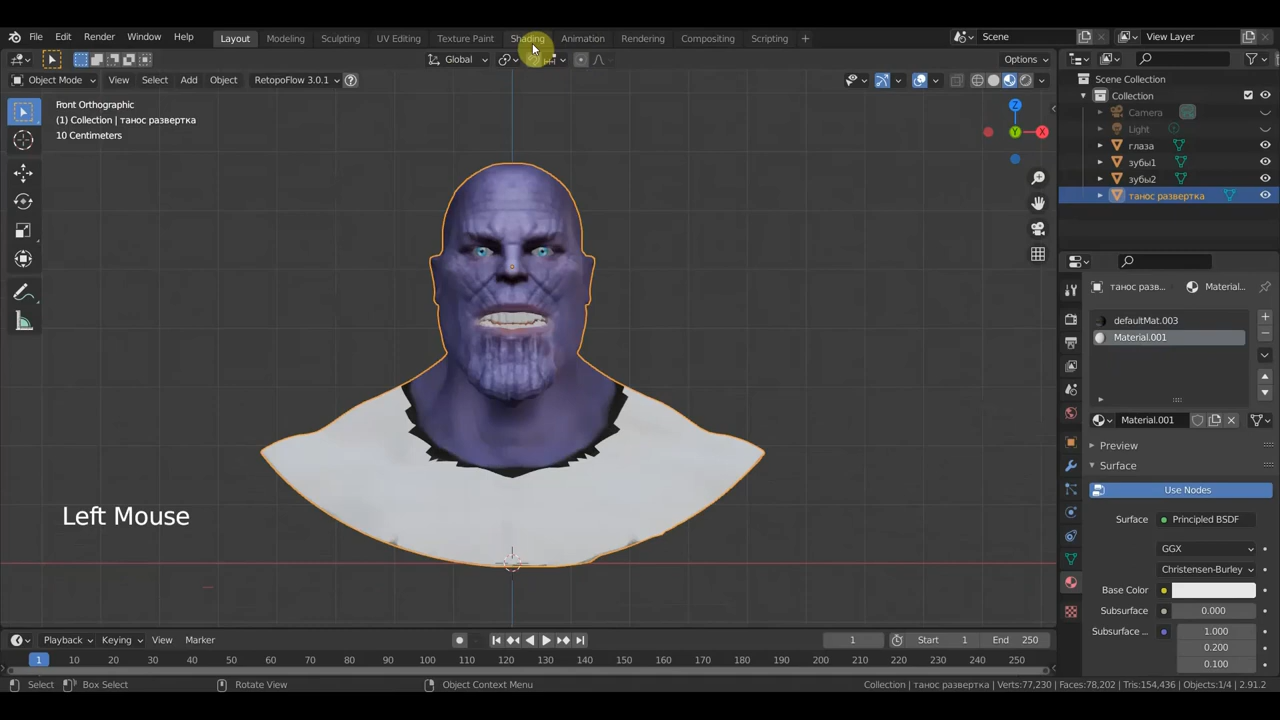 File Edit Render Window Help Layout Modeling Sculpting UV Editing Texture Paint Shading Animation Rendering Compositing Scripting + Scene View Layer
Global Options
Object Mode View Select Add Object RetopoFlow 3.0.1
Front Orthographic
(1) Collection | танос развертка
10 Centimeters
Z
Y
X
Left Mouse
Scene Collection
Collection
Camera
Light
глаза
зубы1
зубы2
танос развертка
танос разв... Material...
defaultMat.003
Material.001
Material.001
Preview
Surface
Use Nodes
Surface Principled BSDF
GGX
Christensen-Burley
Base Color
Subsurface 0.000
Subsurface ... 1.000
0.200
0.100
Playback Keying View Marker 1 Start 1 End 250
1 10 20 30 40 50 60 70 80 90 100 110 120 130 140 150 160 170 180 190 200 210 220 230 240 250
Select Box Select Rotate View Object Context Menu Collection | танос развертка | Verts:77,230 | Faces:78,202 | Tris:154,436 | Objects:1/4 | 2.91.2